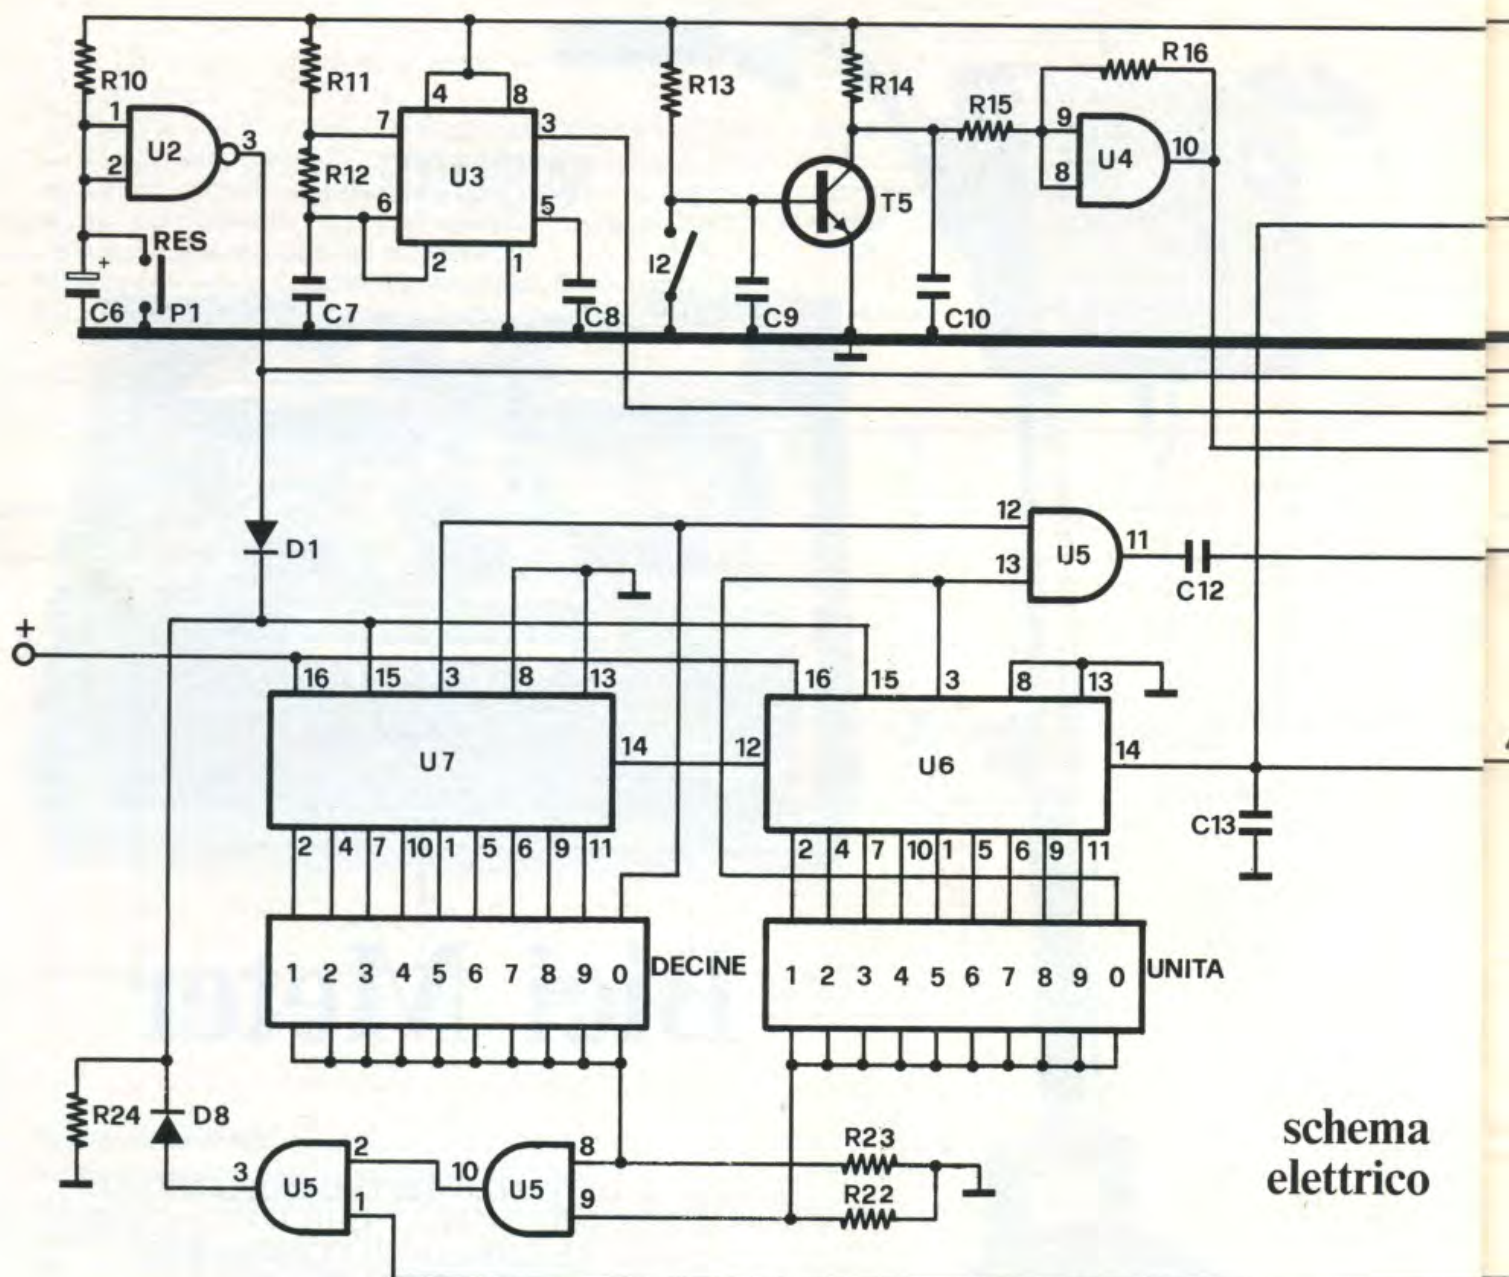 R10
R11
R13
R14
R16
R15
1
2
U2
3
4
8
7
3
U3
6
5
2
1
R12
9
8
U4
10
T5
I2
RES
+
C6
P1
C7
C8
C9
C10
D1
12
13
U5
11
C12
+
16
15
3
8
13
16
15
3
8
13
U7
14
12
U6
14
C13
2
4
7
10
1
5
6
9
11
2
4
7
10
1
5
6
9
11
1 2 3 4 5 6 7 8 9 0
DECINE
1 2 3 4 5 6 7 8 9 0
UNITA
R24
D8
3
U5
2
1
10
U5
8
9
R23
R22
schema
elettrico